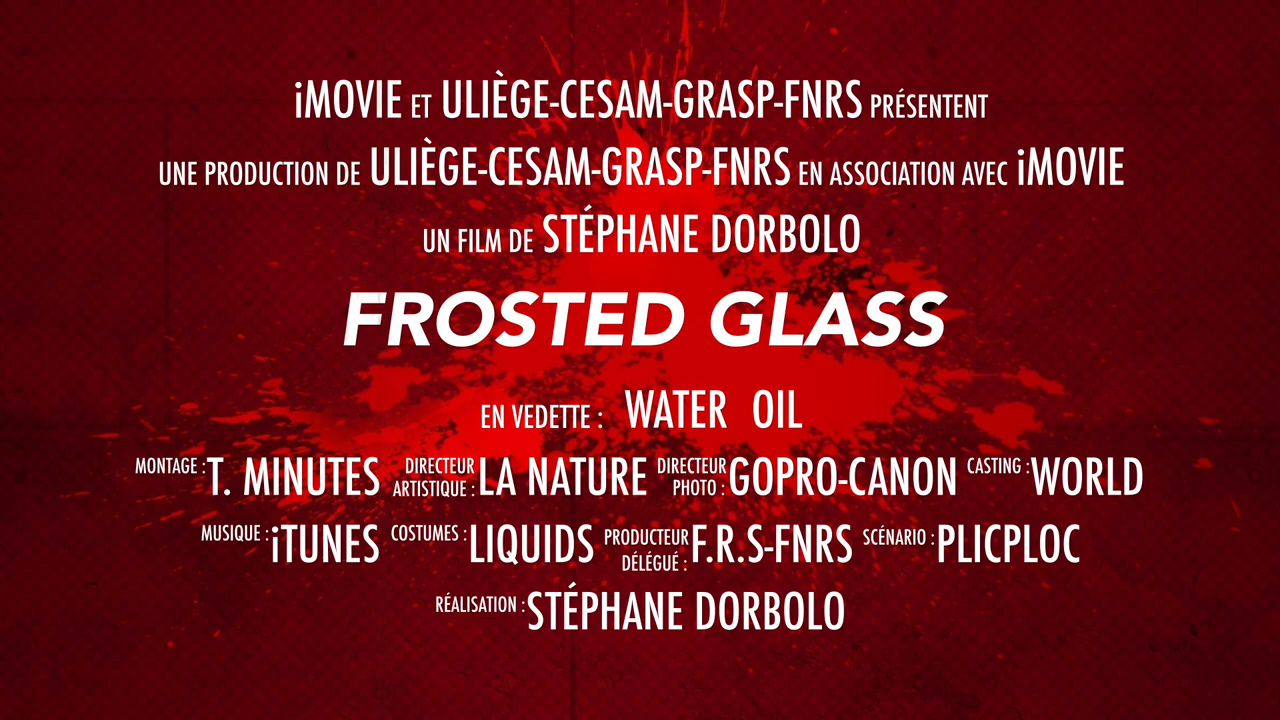 iMOVIE ET ULIÈGE-CESAM-GRASP-FNRS PRÉSENTENT
UNE PRODUCTION DE ULIÈGE-CESAM-GRASP-FNRS EN ASSOCIATION AVEC iMOVIE
UN FILM DE STÉPHANE DORBOLO
FROSTED GLASS
EN VEDETTE : WATER OIL
MONTAGE : T. MINUTES DIRECTEUR ARTISTIQUE : LA NATURE DIRECTEUR PHOTO : GOPRO-CANON CASTING : WORLD
MUSIQUE : iTUNES COSTUMES : LIQUIDS PRODUCTEUR DÉLÉGUÉ : F.R.S-FNRS SCÉNARIO : PLICPLOC
RÉALISATION : STÉPHANE DORBOLO